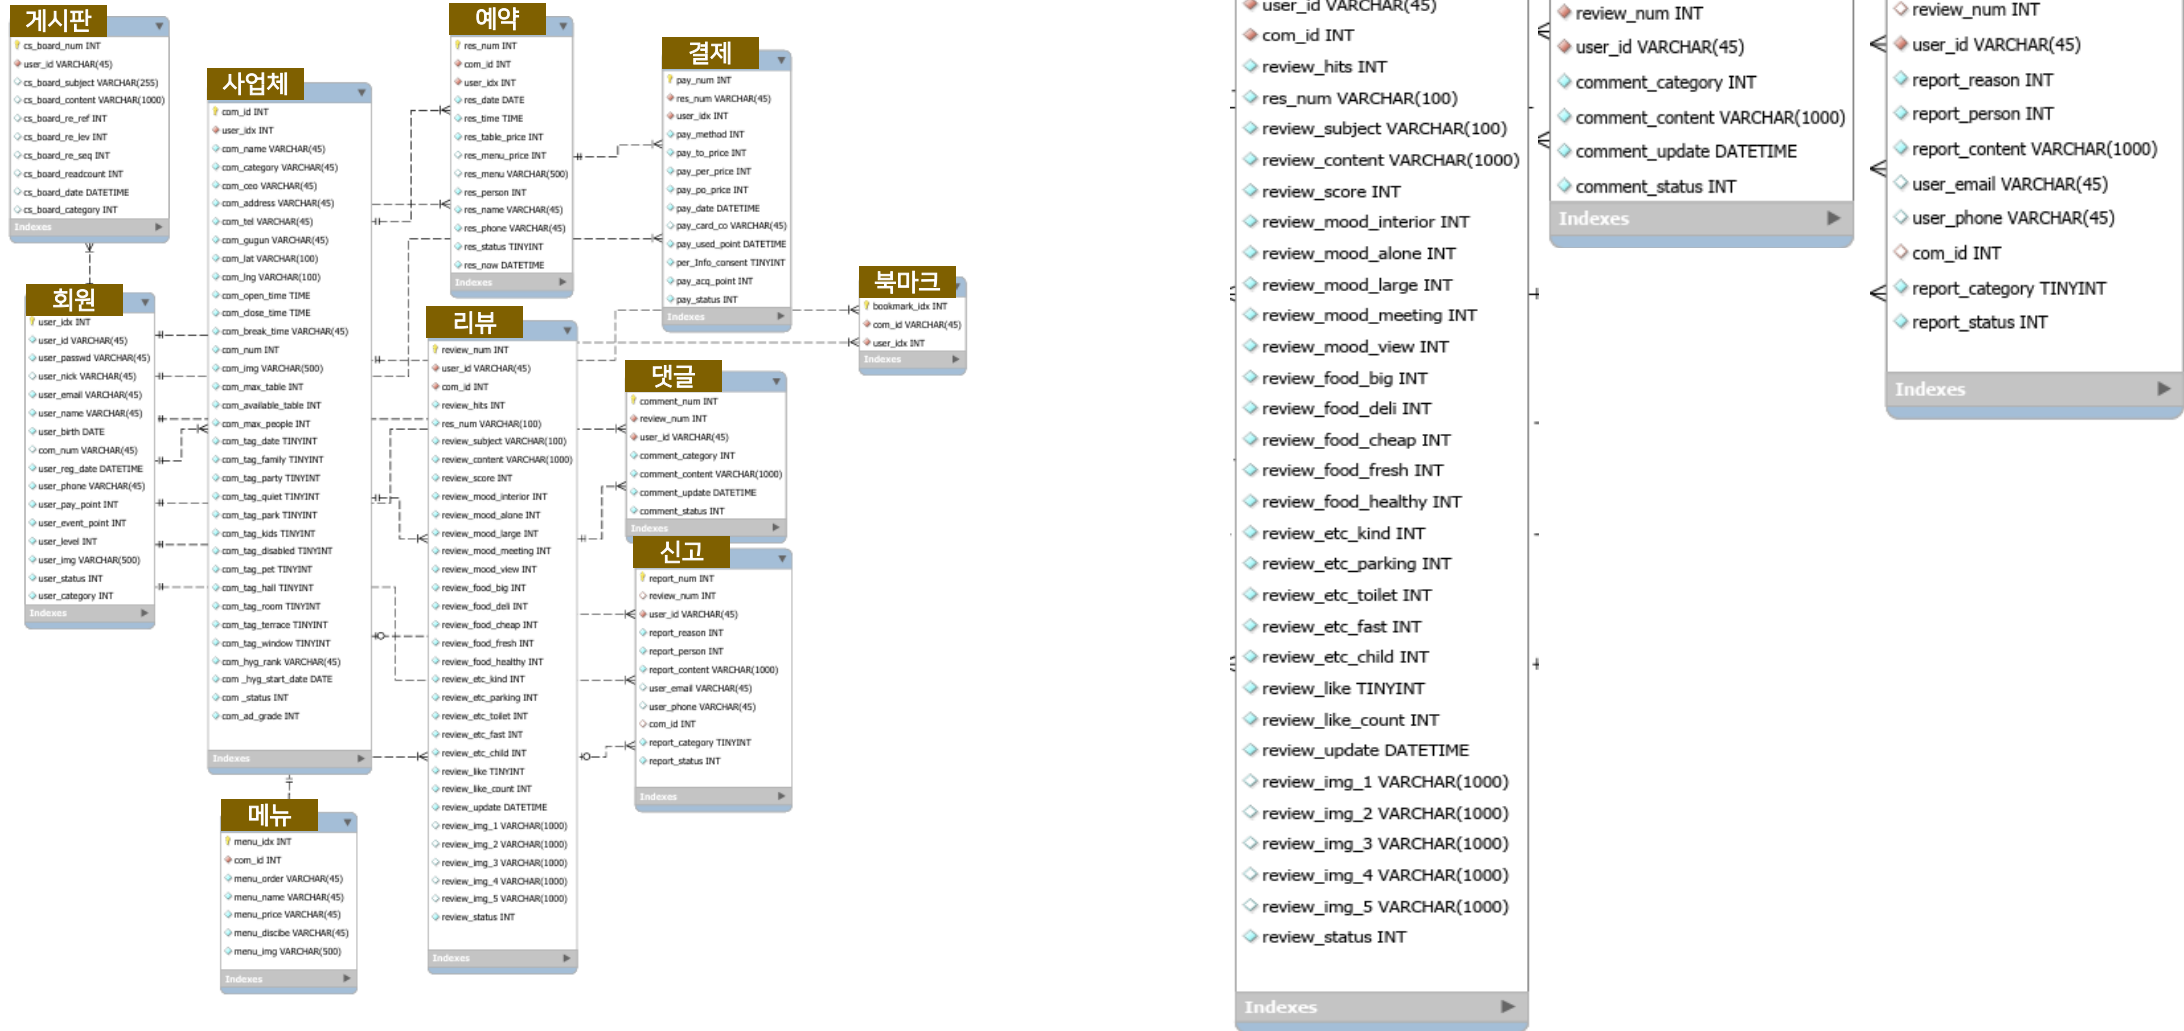 게시판
cs_board_num INT
user_id VARCHAR(45)
cs_board_subject VARCHAR(255)
cs_board_content VARCHAR(1000)
cs_board_re_ref INT
cs_board_re_lev INT
cs_board_re_seq INT
cs_board_readcount INT
cs_board_date DATETIME
cs_board_category INT
Indexes
회원
user_idx INT
user_id VARCHAR(45)
user_passwd VARCHAR(45)
user_nick VARCHAR(45)
user_email VARCHAR(45)
user_name VARCHAR(45)
user_birth DATE
com_num VARCHAR(45)
user_reg_date DATETIME
user_phone VARCHAR(45)
user_pay_point INT
user_event_point INT
user_level INT
user_img VARCHAR(500)
user_status INT
user_category INT
Indexes
사업체
com_id INT
user_idx INT
com_name VARCHAR(45)
com_category VARCHAR(45)
com_ceo VARCHAR(45)
com_address VARCHAR(45)
com_tel VARCHAR(45)
com_gugun VARCHAR(45)
com_lat VARCHAR(100)
com_lng VARCHAR(100)
com_open_time TIME
com_close_time TIME
com_break_time VARCHAR(45)
com_num INT
com_img VARCHAR(500)
com_max_table INT
com_available_table INT
com_max_people INT
com_tag_date TINYINT
com_tag_family TINYINT
com_tag_party TINYINT
com_tag_quiet TINYINT
com_tag_park TINYINT
com_tag_kids TINYINT
com_tag_disabled TINYINT
com_tag_pet TINYINT
com_tag_hall TINYINT
com_tag_room TINYINT
com_tag_terrace TINYINT
com_tag_window TINYINT
com_hyg_rank VARCHAR(45)
com _hyg_start_date DATE
com _status INT
com_ad_grade INT
Indexes
메뉴
menu_idx INT
com_id INT
menu_order VARCHAR(45)
menu_name VARCHAR(45)
menu_price VARCHAR(45)
menu_discibe VARCHAR(45)
menu_img VARCHAR(500)
Indexes
예약
res_num INT
com_id INT
user_idx INT
res_date DATE
res_time TIME
res_table_price INT
res_menu_price INT
res_menu VARCHAR(500)
res_person INT
res_name VARCHAR(45)
res_phone VARCHAR(45)
res_status TINYINT
res_now DATETIME
Indexes
리뷰
review_num INT
user_id VARCHAR(45)
com_id INT
review_hits INT
res_num VARCHAR(100)
review_subject VARCHAR(100)
review_content VARCHAR(1000)
review_score INT
review_mood_interior INT
review_mood_alone INT
review_mood_large INT
review_mood_meeting INT
review_mood_view INT
review_food_big INT
review_food_deli INT
review_food_cheap INT
review_food_fresh INT
review_food_healthy INT
review_etc_kind INT
review_etc_parking INT
review_etc_toilet INT
review_etc_fast INT
review_etc_child INT
review_like TINYINT
review_like_count INT
review_update DATETIME
review_img_1 VARCHAR(1000)
review_img_2 VARCHAR(1000)
review_img_3 VARCHAR(1000)
review_img_4 VARCHAR(1000)
review_img_5 VARCHAR(1000)
review_status INT
Indexes
결제
pay_num INT
res_num VARCHAR(45)
user_idx INT
pay_method INT
pay_to_price INT
pay_per_price INT
pay_po_price INT
pay_date DATETIME
pay_card_co VARCHAR(45)
pay_used_point DATETIME
per_Info_consent TINYINT
pay_acq_point INT
pay_status INT
Indexes
댓글
comment_num INT
review_num INT
user_id VARCHAR(45)
comment_category INT
comment_content VARCHAR(1000)
comment_update DATETIME
comment_status INT
Indexes
신고
report_num INT
review_num INT
user_id VARCHAR(45)
report_reason INT
report_person INT
report_content VARCHAR(1000)
user_email VARCHAR(45)
user_phone VARCHAR(45)
com_id INT
report_category TINYINT
report_status INT
Indexes
북마크
bookmark_idx INT
com_id VARCHAR(45)
user_idx INT
Indexes
user_id VARCHAR(45)
com_id INT
review_hits INT
res_num VARCHAR(100)
review_subject VARCHAR(100)
review_content VARCHAR(1000)
review_score INT
review_mood_interior INT
review_mood_alone INT
review_mood_large INT
review_mood_meeting INT
review_mood_view INT
review_food_big INT
review_food_deli INT
review_food_cheap INT
review_food_fresh INT
review_food_healthy INT
review_etc_kind INT
review_etc_parking INT
review_etc_toilet INT
review_etc_fast INT
review_etc_child INT
review_like TINYINT
review_like_count INT
review_update DATETIME
review_img_1 VARCHAR(1000)
review_img_2 VARCHAR(1000)
review_img_3 VARCHAR(1000)
review_img_4 VARCHAR(1000)
review_img_5 VARCHAR(1000)
review_status INT
Indexes
review_num INT
user_id VARCHAR(45)
comment_category INT
comment_content VARCHAR(1000)
comment_update DATETIME
comment_status INT
Indexes
review_num INT
user_id VARCHAR(45)
report_reason INT
report_person INT
report_content VARCHAR(1000)
user_email VARCHAR(45)
user_phone VARCHAR(45)
com_id INT
report_category TINYINT
report_status INT
Indexes